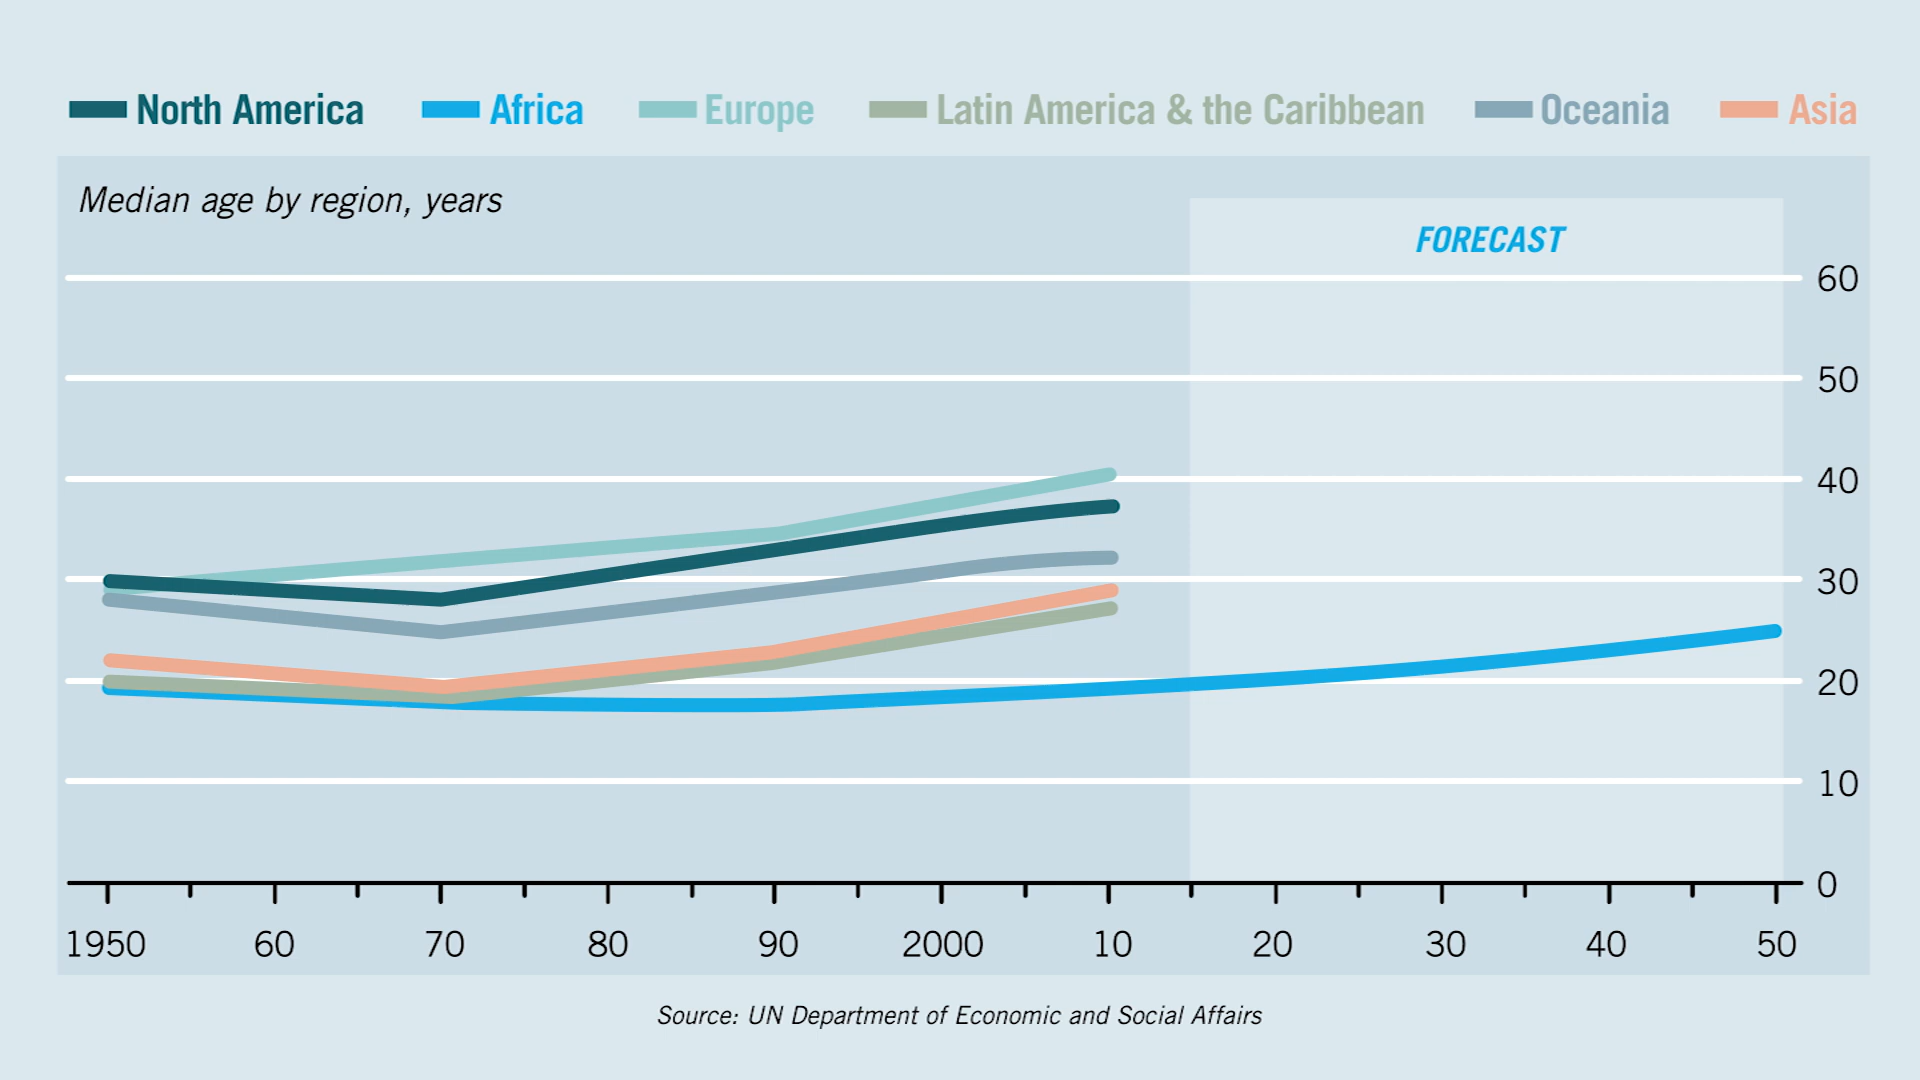 North America Africa Europe Latin America & the Caribbean Oceania Asia
Median age by region, years
FORECAST
60
50
40
30
20
10
0
1950 60 70 80 90 2000 10 20 30 40 50
Source: UN Department of Economic and Social Affairs